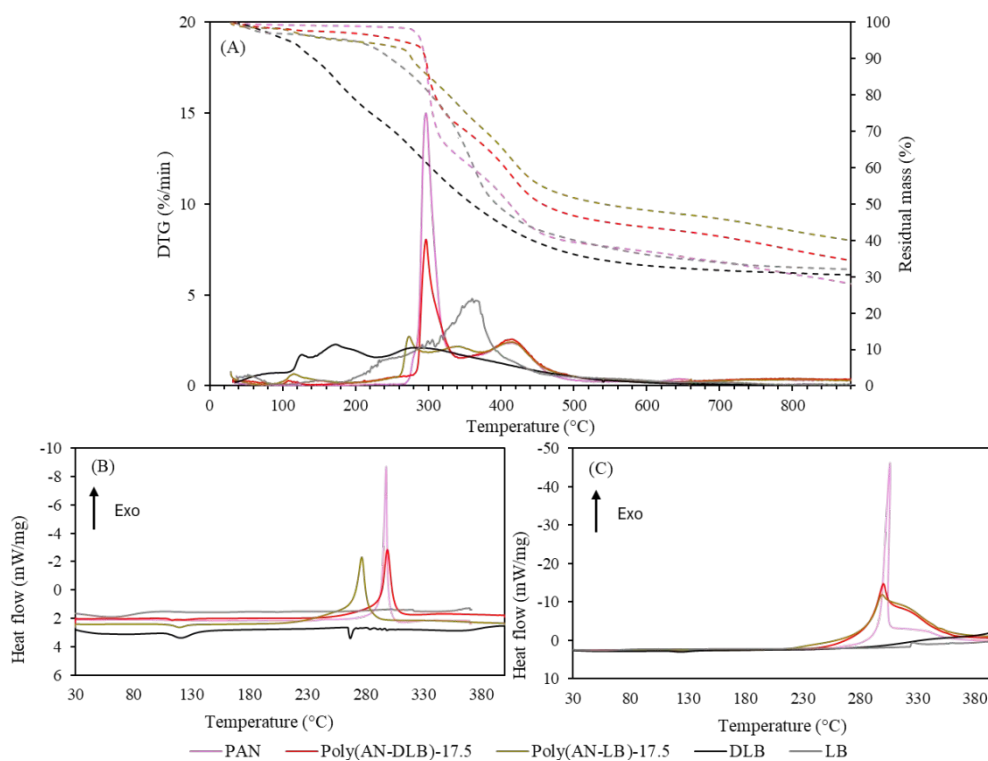 (A)
DTG (%/min )
20
15
10
5
0
Residual mass (%)
100
90
80
70
60
50
40
30
20
10
0
0 100 200 300 400 500 600 700 800
Temperature (°C)
(B)
Exo
Heat flow (mW/mg)
-10
-8
-6
-4
-2
0
2
4
6
30 80 130 180 230 280 330 380
Temperature (°C)
(C)
Exo
Heat flow (mW/mg)
-50
-40
-30
-20
-10
0
10
30 80 130 180 230 280 330 380
Temperature (°C)
PAN Poly(AN-DLB)-17.5 Poly(AN-LB)-17.5 DLB LB